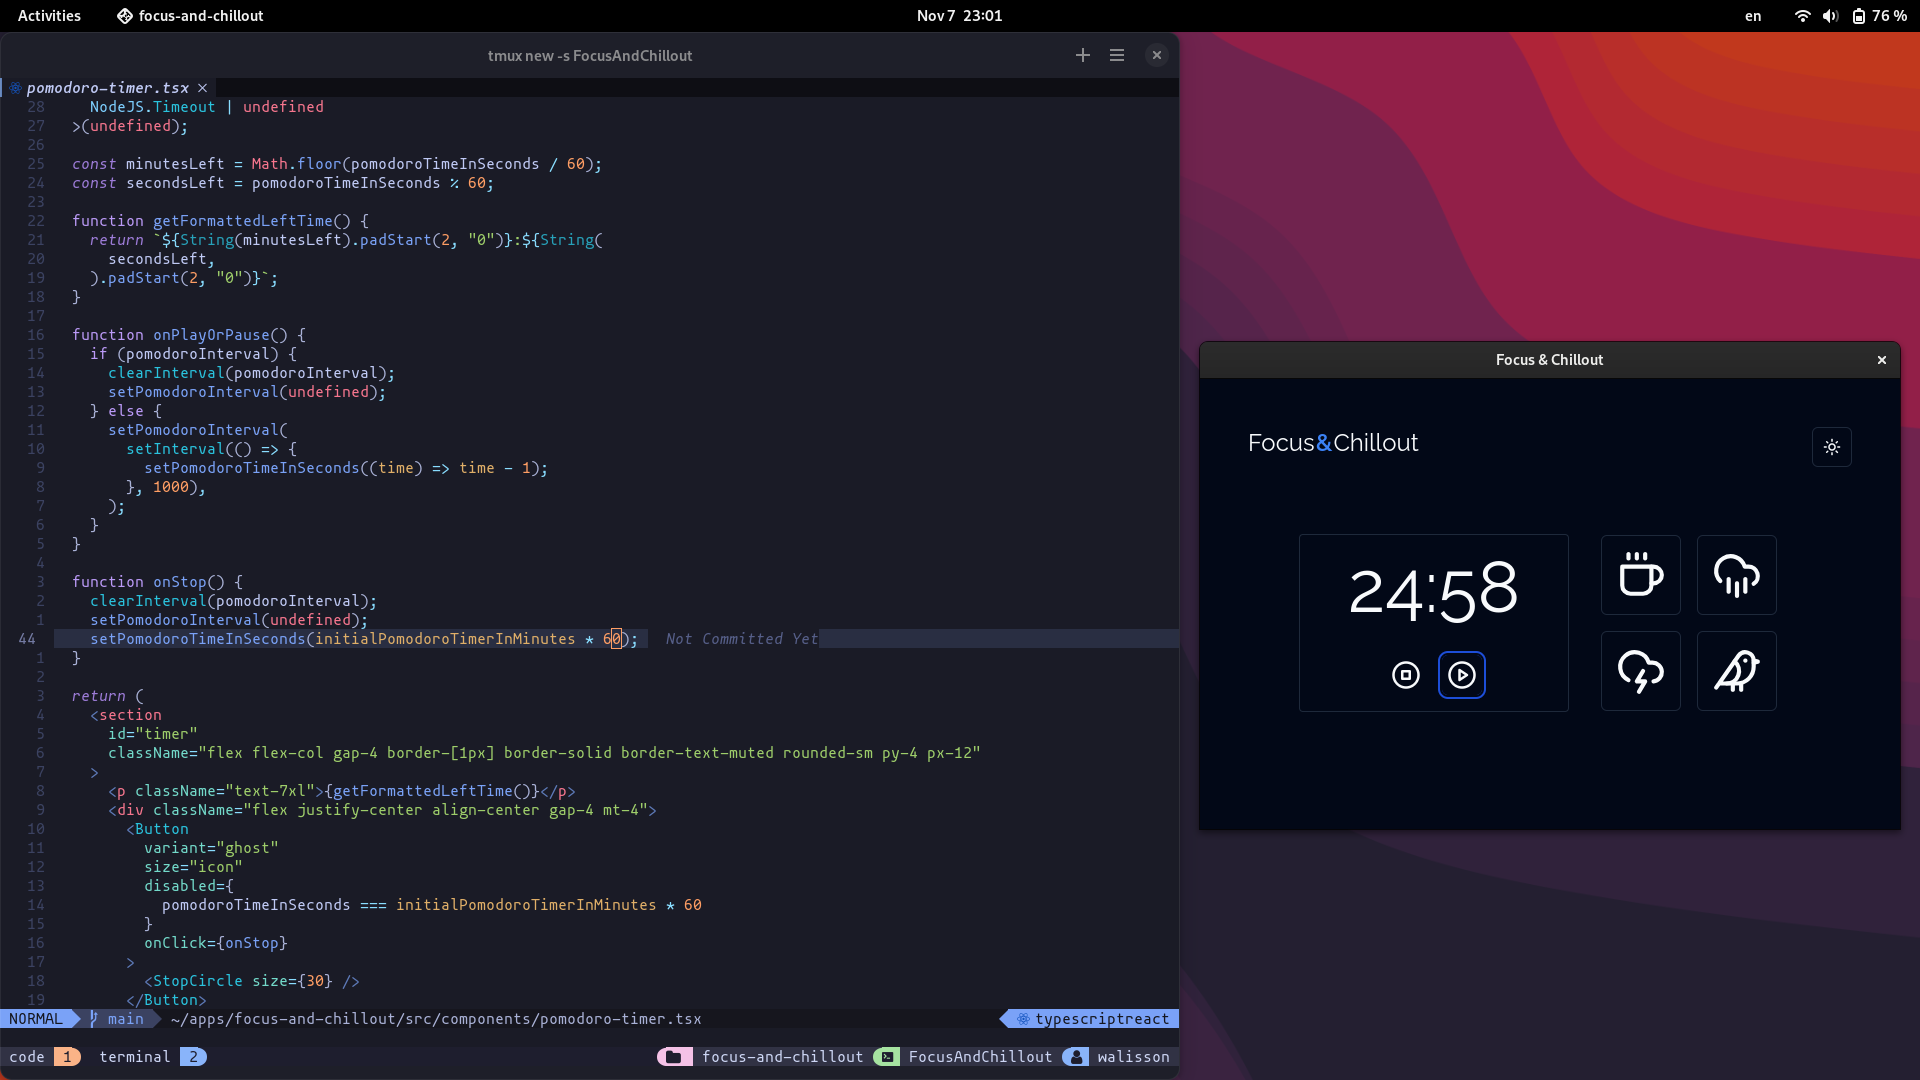 Activities focus-and-chillout Nov 7 23:01 en 76 %
tmux new -s FocusAndChillout
pomodoro-timer.tsx
28 NodeJS.Timeout | undefined
27 >(undefined);
26
25 const minutesLeft = Math.floor(pomodoroTimeInSeconds / 60);
24 const secondsLeft = pomodoroTimeInSeconds % 60;
23
22 function getFormattedLeftTime() {
21 return `${String(minutesLeft).padStart(2, "0")}:${String(
20 secondsLeft,
19 ).padStart(2, "0")}`;
18 }
17
16 function onPlayOrPause() {
15 if (pomodoroInterval) {
14 clearInterval(pomodoroInterval);
13 setPomodoroInterval(undefined);
12 } else {
11 setPomodoroInterval(
10 setInterval(() => {
9 setPomodoroTimeInSeconds((time) => time - 1);
8 }, 1000),
7 );
6 }
5 }
4
3 function onStop() {
2 clearInterval(pomodoroInterval);
1 setPomodoroInterval(undefined);
44 setPomodoroTimeInSeconds(initialPomodoroTimerInMinutes * 60); Not Committed Yet
1 }
2
3 return (
4 <section
5 id="timer"
6 className="flex flex-col gap-4 border-[1px] border-solid border-text-muted rounded-sm py-4 px-12"
7 >
8 <p className="text-7xl">{getFormattedLeftTime()}</p>
9 <div className="flex justify-center align-center gap-4 mt-4">
10 <Button
11 variant="ghost"
12 size="icon"
13 disabled={
14 pomodoroTimeInSeconds === initialPomodoroTimerInMinutes * 60
15 }
16 onClick={onStop}
17 >
18 <StopCircle size={30} />
19 </Button>
NORMAL main ~/apps/focus-and-chillout/src/components/pomodoro-timer.tsx typescriptreact
code 1 terminal 2 focus-and-chillout FocusAndChillout walisson
Focus & Chillout
Focus&Chillout
24:58